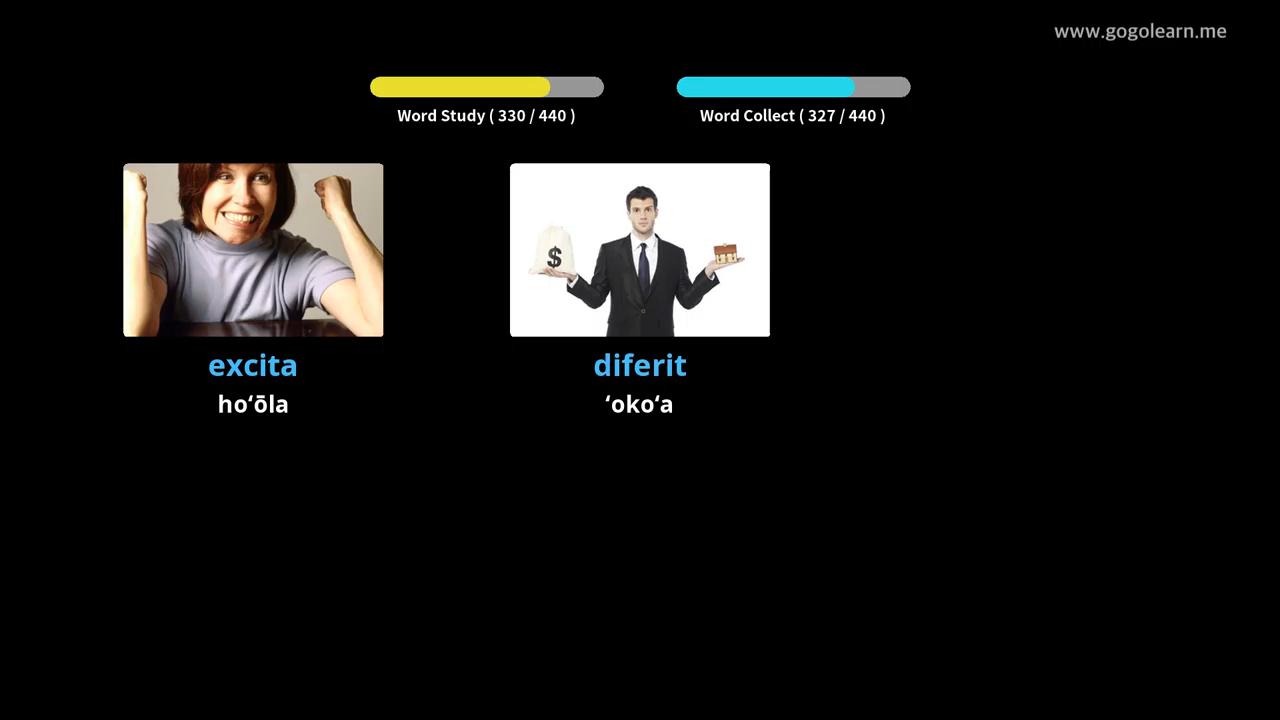 www.gogolearn.me
Word Study ( 330 / 440 )
Word Collect ( 327 / 440 )
$
excita
diferit
hoʻōla
ʻokoʻa